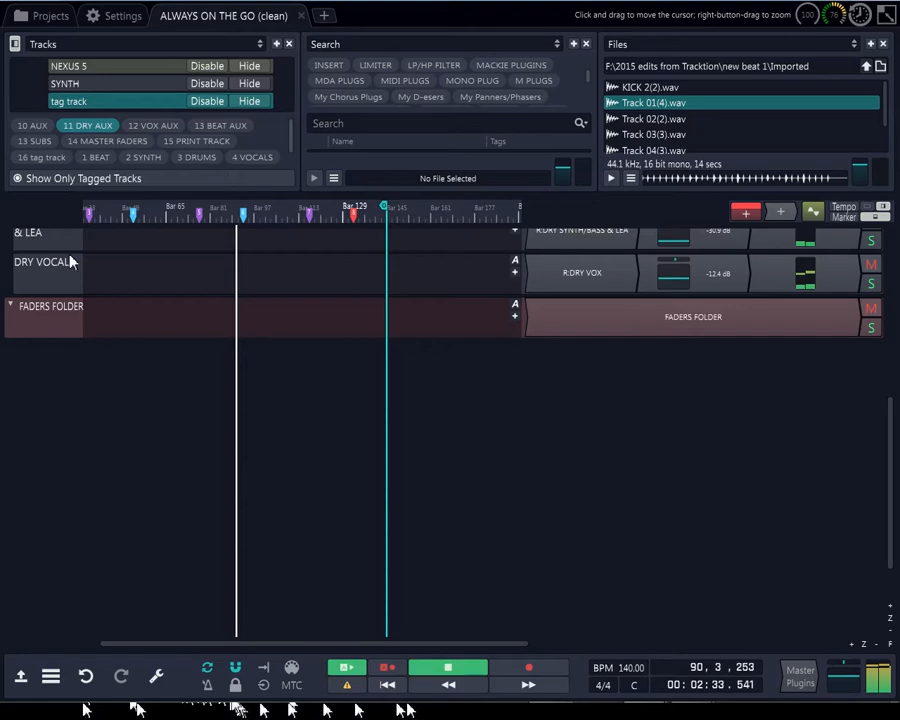 Projects
Settings
ALWAYS ON THE GO (clean)
Click and drag to move the cursor; right-button-drag to zoom
100
76
Tracks
NEXUS 5 Disable Hide
SYNTH Disable Hide
tag track Disable Hide
10 AUX 11 DRY AUX 12 VOX AUX 13 BEAT AUX
13 SUBS 14 MASTER FADERS 15 PRINT TRACK
16 tag track 1 BEAT 2 SYNTH 3 DRUMS 4 VOCALS
Show Only Tagged Tracks
Search
INSERT LIMITER LP/HP FILTER MACKIE PLUGINS
MDA PLUGS MIDI PLUGS MONO PLUG M PLUGS
My Chorus Plugs My D-esers My Panners/Phasers
Search
Name Tags
No File Selected
Files
F:\2015 edits from Tracktion\new beat 1\Imported
KICK 2(2).wav
Track 01(4).wav
Track 02(2).wav
Track 03(3).wav
Track 04(3).wav
44.1 kHz, 16 bit mono, 14 secs
Bar 65 Bar 81 Bar 97 Bar 113 Bar 129 Bar 145 Bar 161 Bar 177
Tempo
Marker
& LEA
R:DRY SYNTH/BASS & LEA
-30.9 dB
S
DRY VOCAL
A
R:DRY VOX
-12.4 dB
M
S
FADERS FOLDER
A
FADERS FOLDER
M
S
Z
Z F
MTC
BPM 140.00
4/4 C
90, 3 , 253
00 : 02 : 33 . 541
Master
Plugins